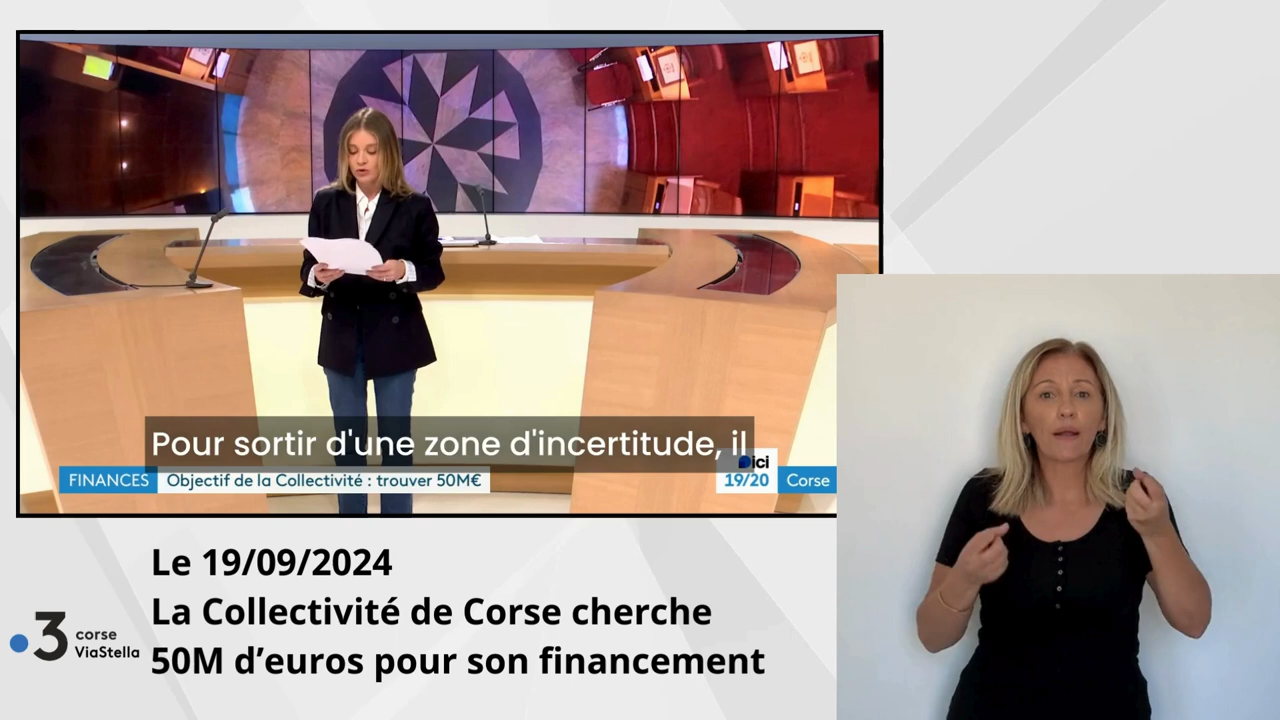 Pour sortir d'une zone d'incertitude, il
FINANCES Objectif de la Collectivité : trouver 50M€
ici
19/20 Corse
Le 19/09/2024
La Collectivité de Corse cherche
50M d’euros pour son financement
3 corse
ViaStella